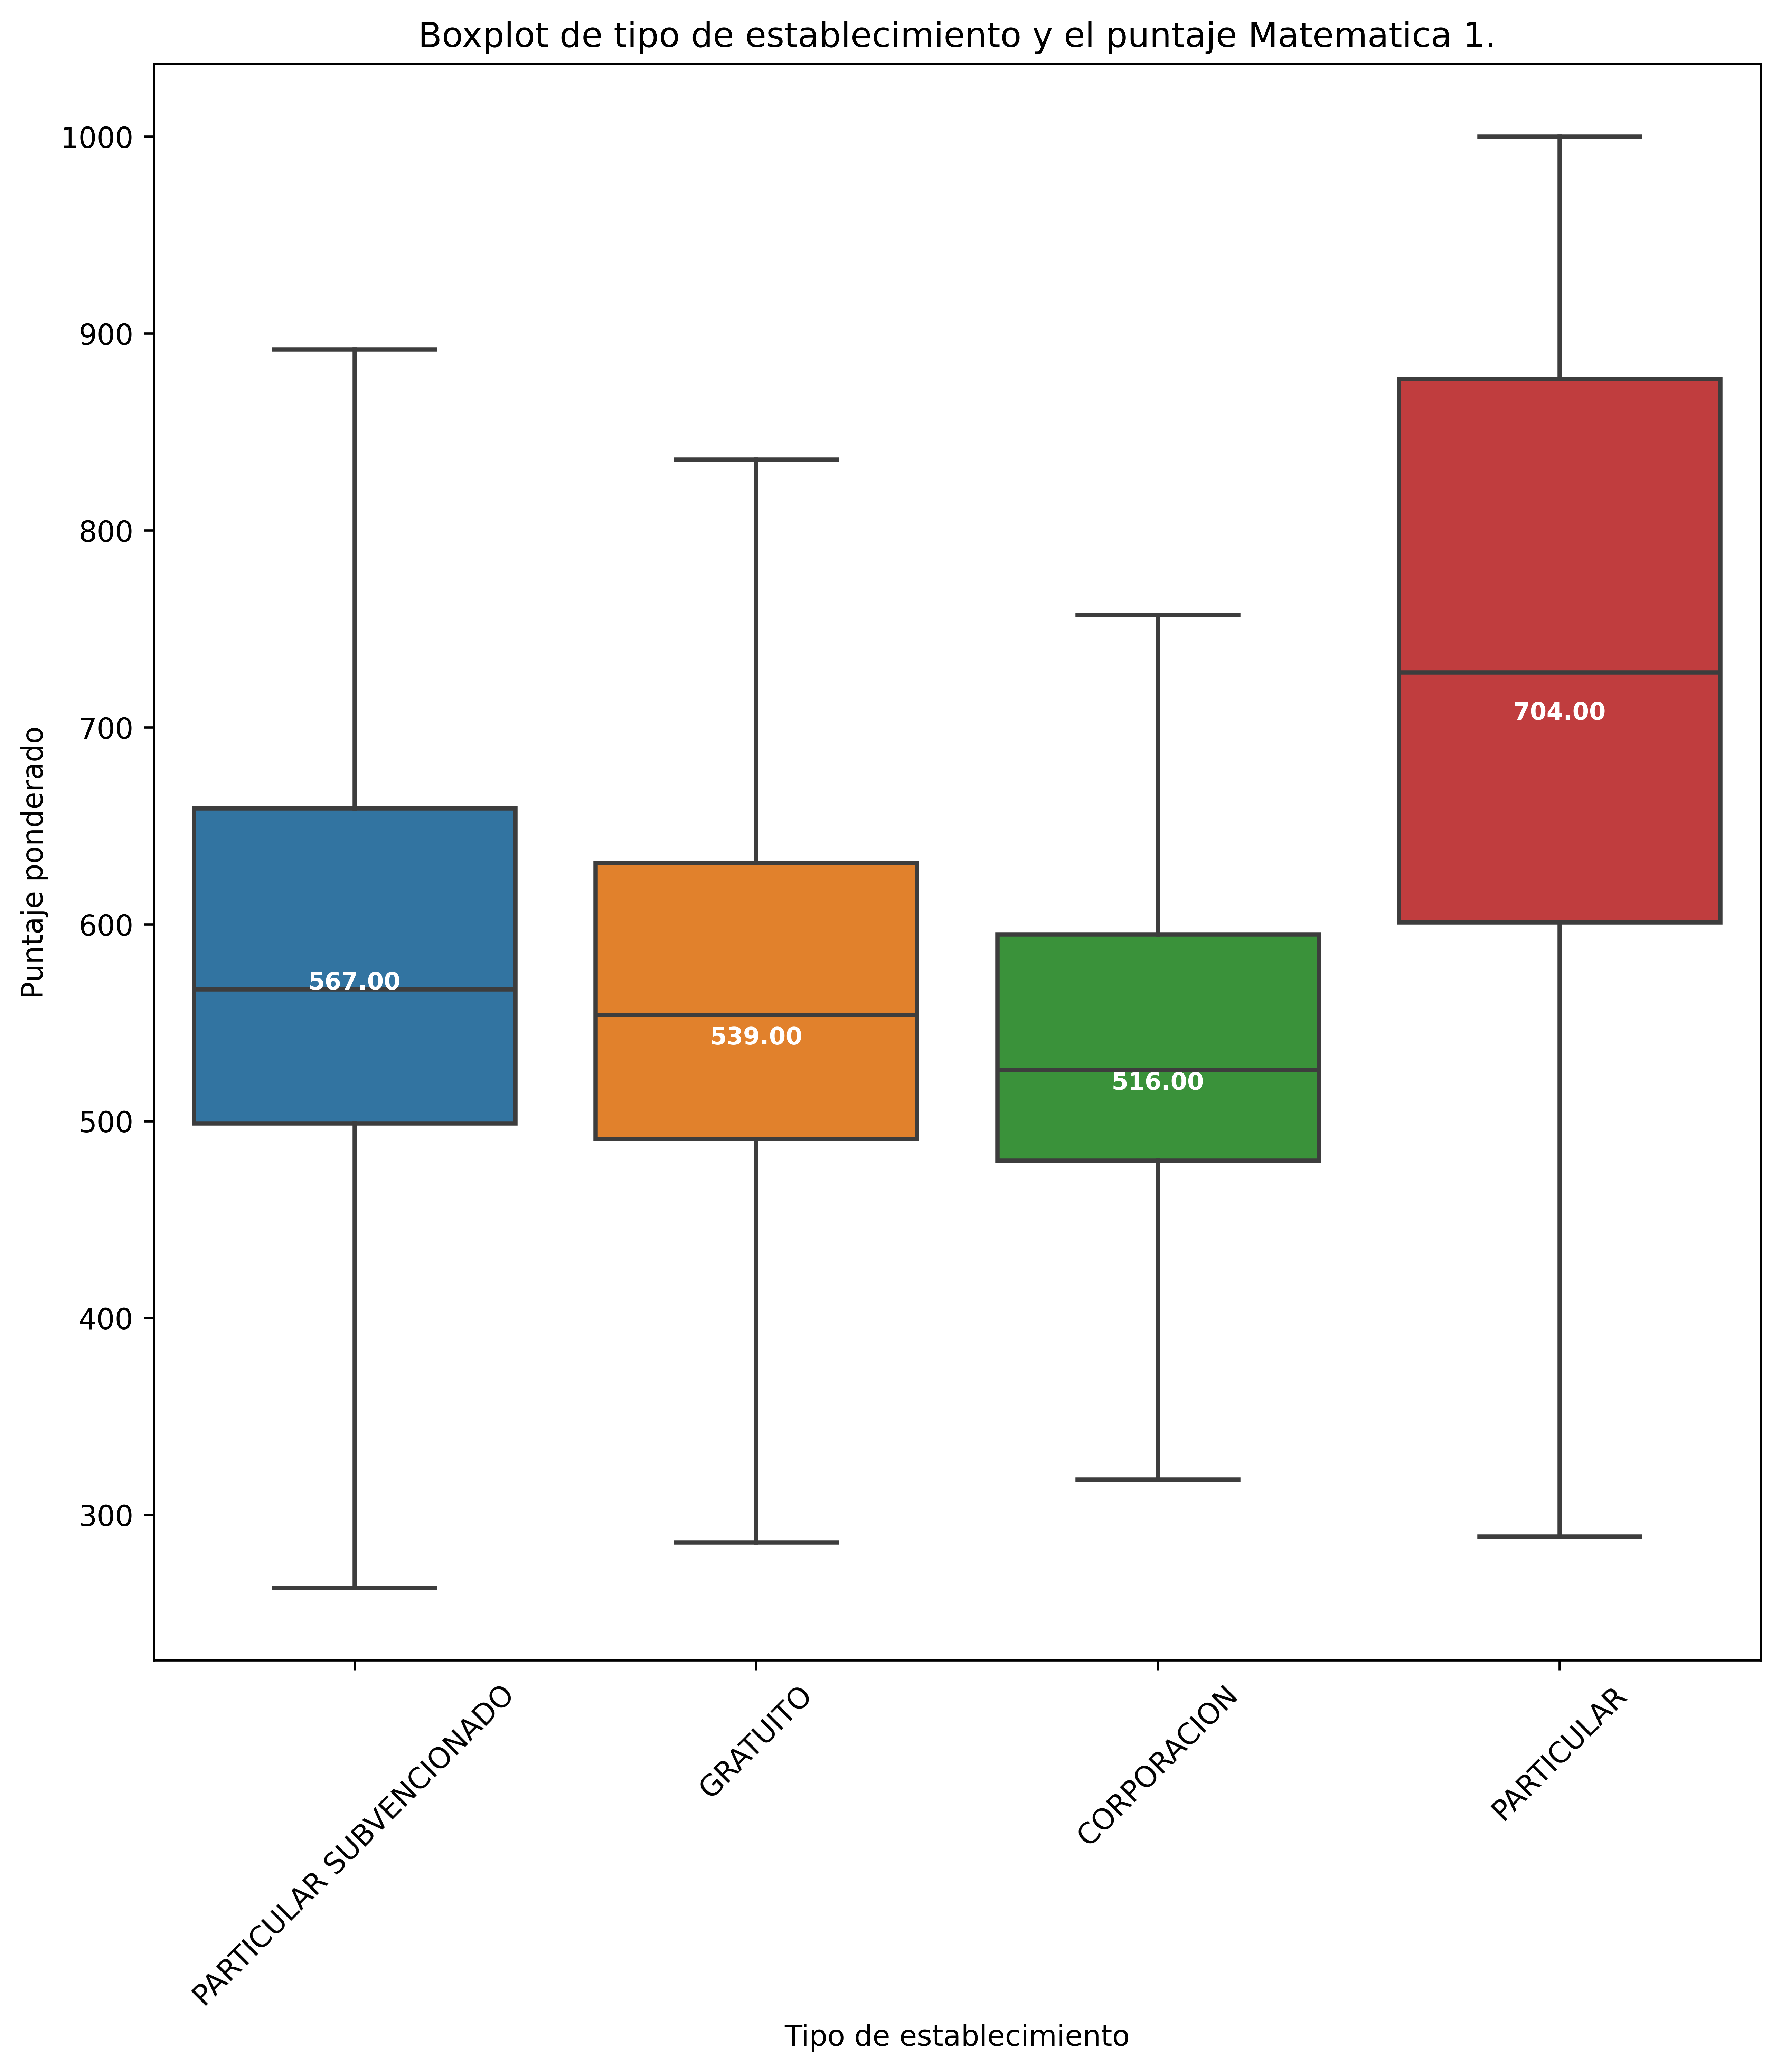 Boxplot de tipo de establecimiento y el puntaje Matematica 1.
Puntaje ponderado
1000
900
800
700
600
500
400
300
567.00
539.00
516.00
704.00
PARTICULAR SUBVENCIONADO
GRATUITO
CORPORACION
PARTICULAR
Tipo de establecimiento